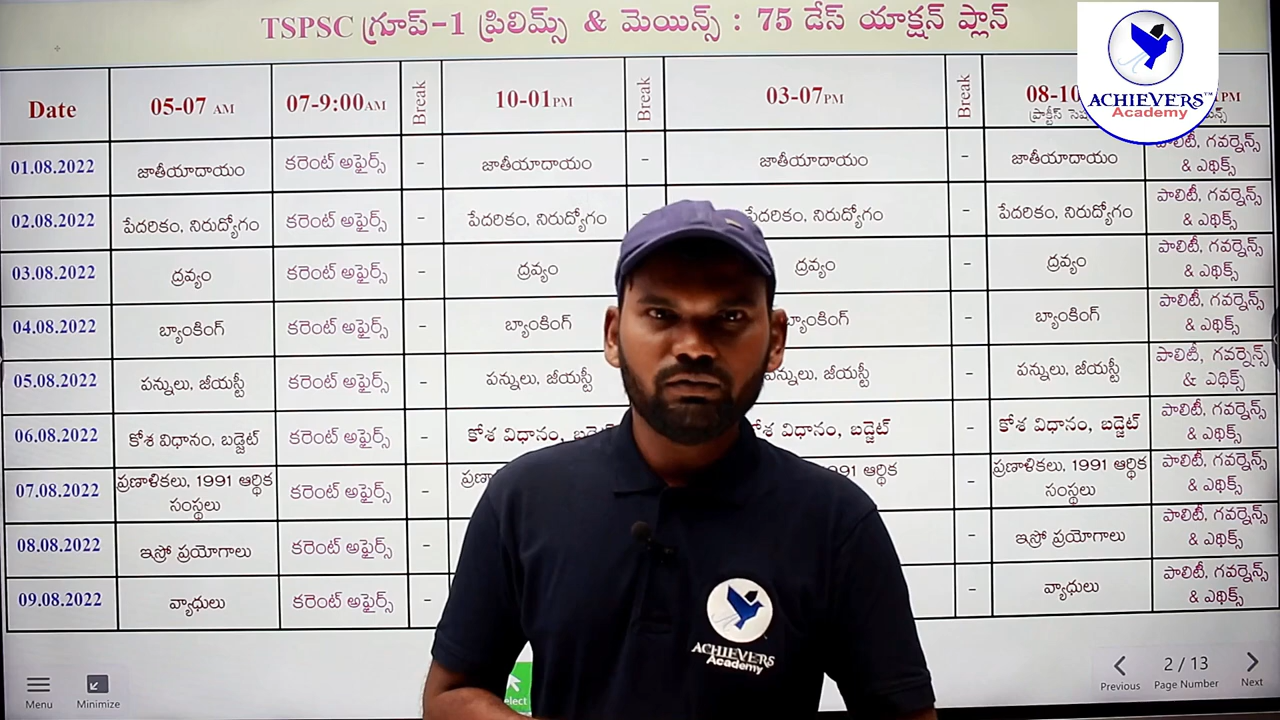 TSPSC గ్రూప్-1 ప్రిలిమ్స్ & మెయిన్స్ : 75 డేస్ యాక్షన్ ప్లాన్
ACHIEVERS™
Academy
Date 05-07 AM 07-9:00AM Break 10-01PM Break 03-07PM Break 08-10 PM
01.08.2022 జాతీయాదాయం కరెంట్ అఫైర్స్ - జాతీయాదాయం - జాతీయాదాయం - జాతీయాదాయం పాలిటీ, గవర్నెన్స్
& ఎథిక్స్
02.08.2022 పేదరికం, నిరుద్యోగం కరెంట్ అఫైర్స్ - పేదరికం, నిరుద్యోగం పేదరికం, నిరుద్యోగం - పేదరికం, నిరుద్యోగం పాలిటీ, గవర్నెన్స్
& ఎథిక్స్
03.08.2022 ద్రవ్యం కరెంట్ అఫైర్స్ - ద్రవ్యం ద్రవ్యం - ద్రవ్యం పాలిటీ, గవర్నెన్స్
& ఎథిక్స్
04.08.2022 బ్యాంకింగ్ కరెంట్ అఫైర్స్ - బ్యాంకింగ్ బ్యాంకింగ్ - బ్యాంకింగ్ పాలిటీ, గవర్నెన్స్
& ఎథిక్స్
05.08.2022 పన్నులు, జీయస్టీ కరెంట్ అఫైర్స్ - పన్నులు, జీయస్టీ పన్నులు, జీయస్టీ - పన్నులు, జీయస్టీ పాలిటీ, గవర్నెన్స్
& ఎథిక్స్
06.08.2022 కోశ విధానం, బడ్జెట్ కరెంట్ అఫైర్స్ - కోశ విధానం, కోశ విధానం, బడ్జెట్ - కోశ విధానం, బడ్జెట్ పాలిటీ, గవర్నెన్స్
& ఎథిక్స్
07.08.2022 ప్రణాళికలు, 1991 ఆర్థిక కరెంట్ అఫైర్స్ - 1991 ఆర్థిక - ప్రణాళికలు, 1991 ఆర్థిక పాలిటీ, గవర్నెన్స్
సంస్థలు సంస్థలు & ఎథిక్స్
08.08.2022 ఇస్రో ప్రయోగాలు కరెంట్ అఫైర్స్ - - ఇస్రో ప్రయోగాలు పాలిటీ, గవర్నెన్స్
& ఎథిక్స్
09.08.2022 వ్యాధులు కరెంట్ అఫైర్స్ - - వ్యాధులు పాలిటీ, గవర్నెన్స్
& ఎథిక్స్
ACHIEVERS
Academy
Menu Minimize
Previous 2 / 13 Next
Page Number